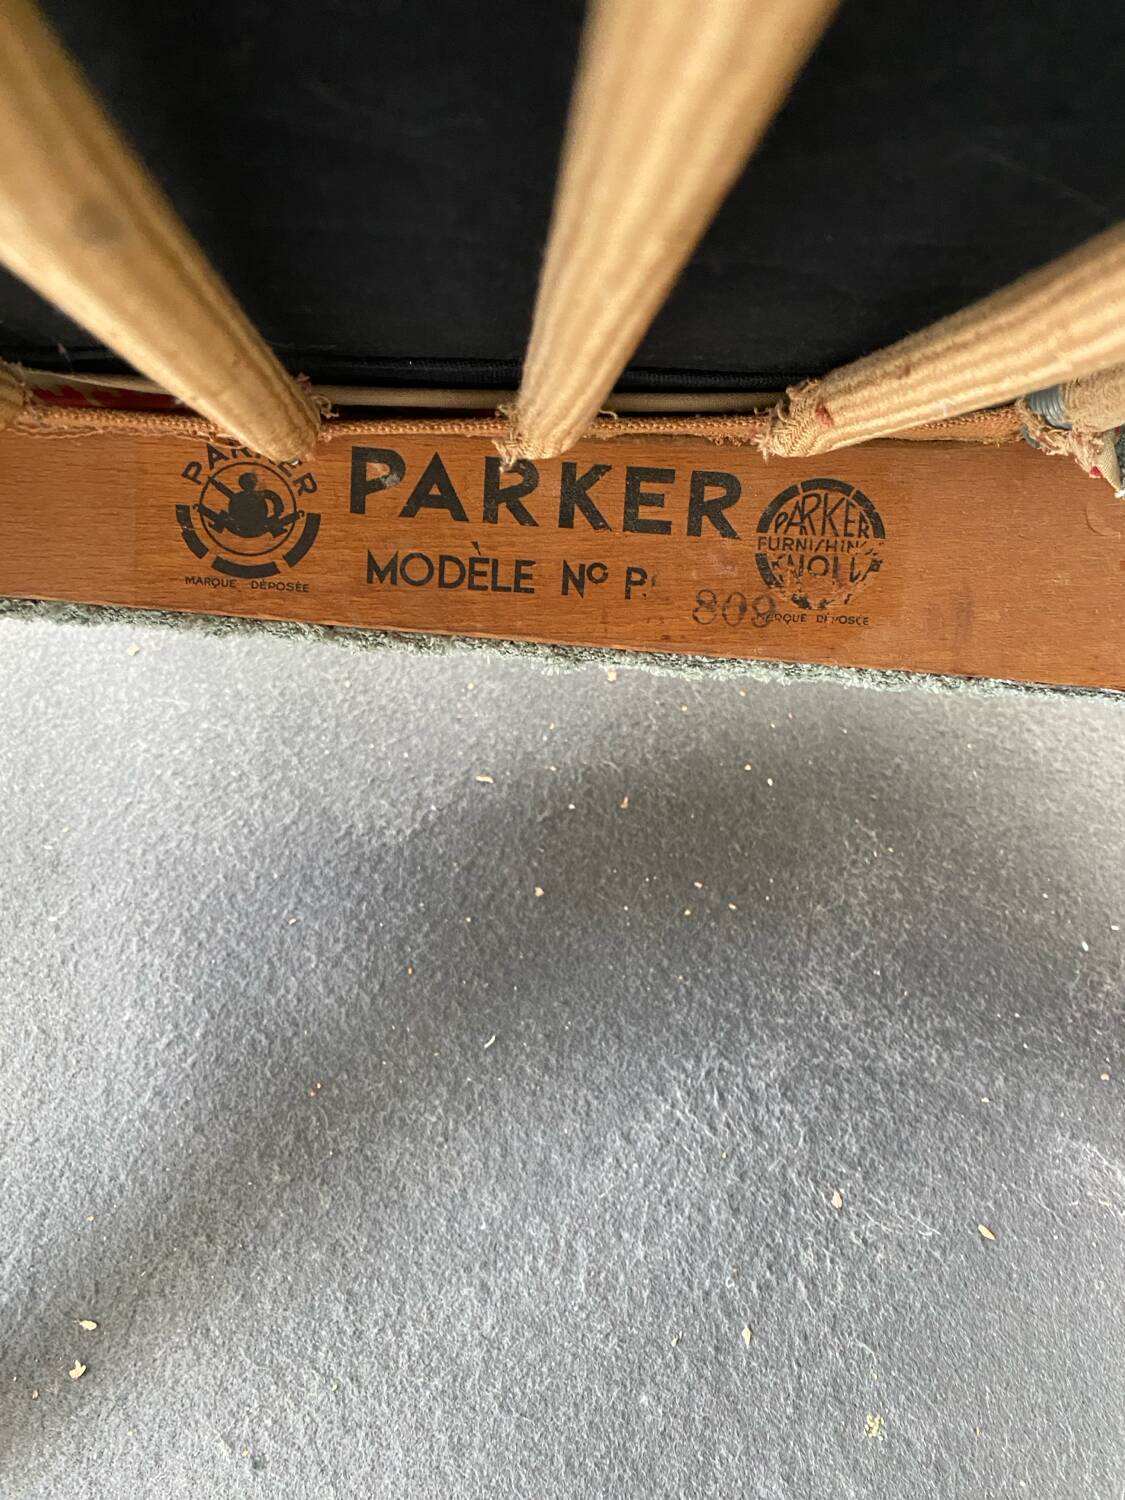 PARKER
MARQUE DÉPOSÉE
PARKER
MODÈLE Nº P.
809
PARKER
FURNISHING
KNOLL
MARQUE DÉPOSÉE